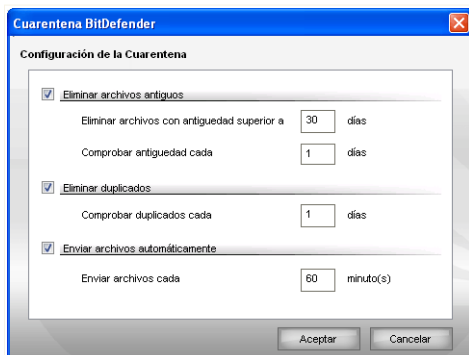 Cuarentena BitDefender
Configuración de la Cuarentena
Eliminar archivos antiguos
Eliminar archivos con antiguedad superior a 30 días
Comprobar antiguedad cada 1 días
Eliminar duplicados
Comprobar duplicados cada 1 días
Enviar archivos automáticamente
Enviar archivos cada 60 minuto(s)
Aceptar Cancelar